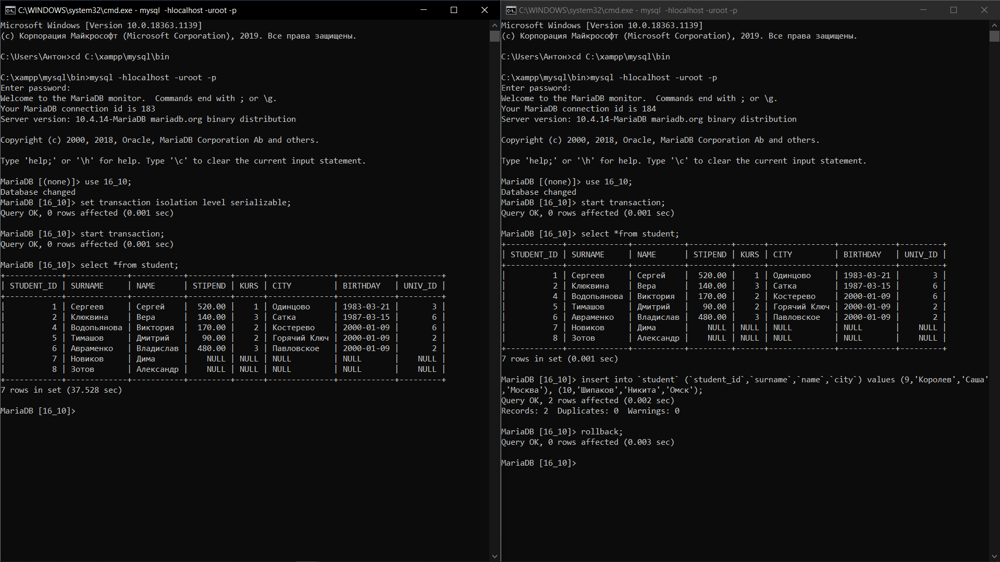 C:\WINDOWS\system32\cmd.exe - mysql  -hlocalhost -uroot -p
Microsoft Windows [Version 10.0.18363.1139]
(c) Корпорация Майкрософт (Microsoft Corporation), 2019. Все права защищены.
C:\Users\Антон>cd C:\xampp\mysql\bin
C:\xampp\mysql\bin>mysql -hlocalhost -uroot -p
Enter password:
Welcome to the MariaDB monitor.  Commands end with ; or \g.
Your MariaDB connection id is 183
Server version: 10.4.14-MariaDB mariadb.org binary distribution
Copyright (c) 2000, 2018, Oracle, MariaDB Corporation Ab and others.
Type 'help;' or '\h' for help. Type '\c' to clear the current input statement.
MariaDB [(none)]> use 16_10;
Database changed
MariaDB [16_10]> set transaction isolation level serializable;
Query OK, 0 rows affected (0.001 sec)
MariaDB [16_10]> start transaction;
Query OK, 0 rows affected (0.001 sec)
MariaDB [16_10]> select *from student;
+------------+------------+-----------+---------+------+--------------+------------+---------+
| STUDENT_ID | SURNAME    | NAME      | STIPEND | KURS | CITY         | BIRTHDAY   | UNIV_ID |
+------------+------------+-----------+---------+------+--------------+------------+---------+
|          1 | Сергеев    | Сергей    |  520.00 |    1 | Одинцово     | 1983-03-21 |       3 |
|          2 | Клюквина   | Вера      |  140.00 |    3 | Сатка        | 1987-03-15 |       6 |
|          4 | Водопьянова | Виктория  |  170.00 |    2 | Костерево    | 2000-01-09 |       6 |
|          5 | Тимашов    | Дмитрий   |   90.00 |    2 | Горячий Ключ | 2000-01-09 |       2 |
|          6 | Авраменко  | Владислав |  480.00 |    3 | Павловское   | 2000-01-09 |       2 |
|          7 | Новиков    | Дима      |    NULL | NULL | NULL         | NULL       |    NULL |
|          8 | Зотов      | Александр |    NULL | NULL | NULL         | NULL       |    NULL |
+------------+------------+-----------+---------+------+--------------+------------+---------+
7 rows in set (37.528 sec)
MariaDB [16_10]>
C:\WINDOWS\system32\cmd.exe - mysql  -hlocalhost -uroot -p
Microsoft Windows [Version 10.0.18363.1139]
(c) Корпорация Майкрософт (Microsoft Corporation), 2019. Все права защищены.
C:\Users\Антон>cd C:\xampp\mysql\bin
C:\xampp\mysql\bin>mysql -hlocalhost -uroot -p
Enter password:
Welcome to the MariaDB monitor.  Commands end with ; or \g.
Your MariaDB connection id is 184
Server version: 10.4.14-MariaDB mariadb.org binary distribution
Copyright (c) 2000, 2018, Oracle, MariaDB Corporation Ab and others.
Type 'help;' or '\h' for help. Type '\c' to clear the current input statement.
MariaDB [(none)]> use 16_10;
Database changed
MariaDB [16_10]> start transaction;
Query OK, 0 rows affected (0.001 sec)
MariaDB [16_10]> select *from student;
+------------+------------+-----------+---------+------+--------------+------------+---------+
| STUDENT_ID | SURNAME    | NAME      | STIPEND | KURS | CITY         | BIRTHDAY   | UNIV_ID |
+------------+------------+-----------+---------+------+--------------+------------+---------+
|          1 | Сергеев    | Сергей    |  520.00 |    1 | Одинцово     | 1983-03-21 |       3 |
|          2 | Клюквина   | Вера      |  140.00 |    3 | Сатка        | 1987-03-15 |       6 |
|          4 | Водопьянова | Виктория  |  170.00 |    2 | Костерево    | 2000-01-09 |       6 |
|          5 | Тимашов    | Дмитрий   |   90.00 |    2 | Горячий Ключ | 2000-01-09 |       2 |
|          6 | Авраменко  | Владислав |  480.00 |    3 | Павловское   | 2000-01-09 |       2 |
|          7 | Новиков    | Дима      |    NULL | NULL | NULL         | NULL       |    NULL |
|          8 | Зотов      | Александр |    NULL | NULL | NULL         | NULL       |    NULL |
+------------+------------+-----------+---------+------+--------------+------------+---------+
7 rows in set (0.001 sec)
MariaDB [16_10]> insert into `student` (`student_id`,`surname`,`name`,`city`) values (9,'Королев','Саша'
,'Москва'), (10,'Шипаков','Никита','Омск');
Query OK, 2 rows affected (0.002 sec)
Records: 2  Duplicates: 0  Warnings: 0
MariaDB [16_10]> rollback;
Query OK, 0 rows affected (0.003 sec)
MariaDB [16_10]>